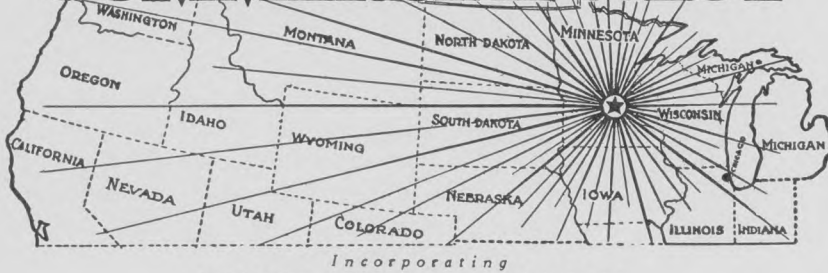 WASHINGTON
MONTANA
NORTH DAKOTA
MINNESOTA
MICHIGAN
OREGON
IDAHO
WYOMING
SOUTH DAKOTA
WISCONSIN
MICHIGAN
CALIFORNIA
NEVADA
UTAH
COLORADO
NEBRASKA
IOWA
ILLINOIS
CHICAGO
INDIANA
Incorporating